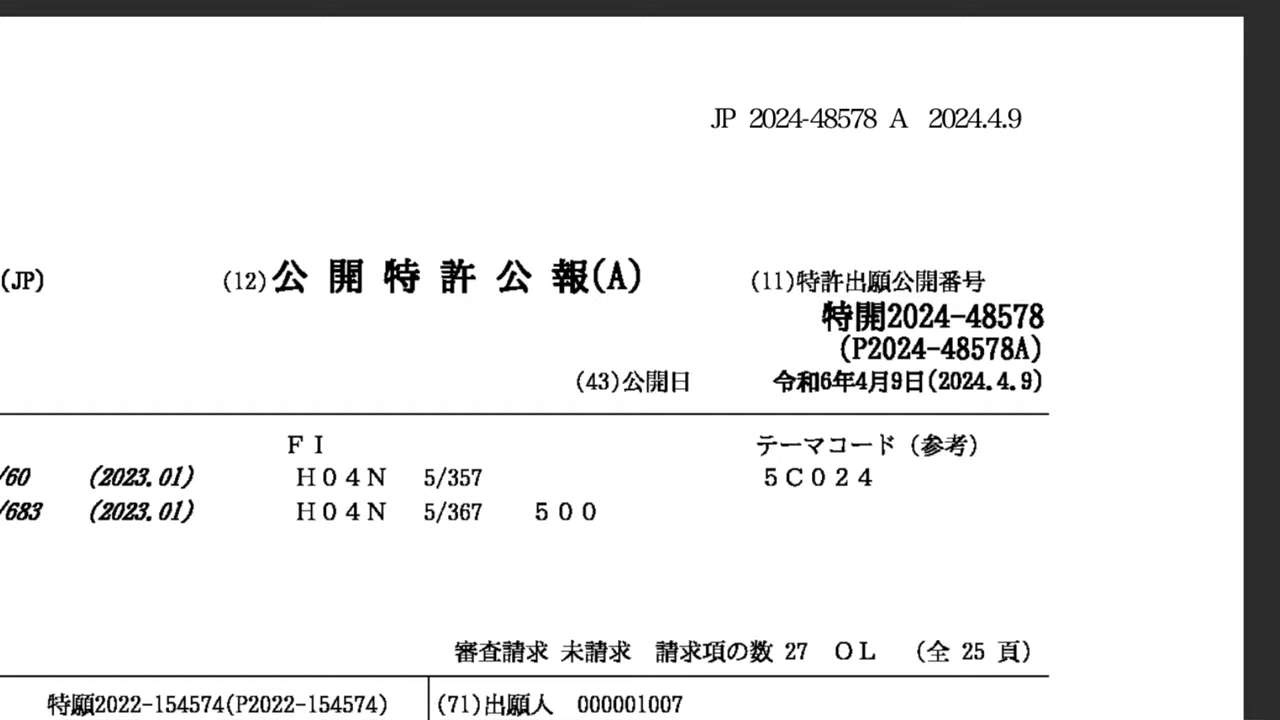 JP 2024-48578 A 2024.4.9
(JP) (12)公開特許公報(A) (11)特許出願公開番号
特開2024-48578
(P2024-48578A)
(43)公開日 令和6年4月9日(2024.4.9)
FI テーマコード(参考)
/60 (2023.01) H04N 5/357 5C024
/683 (2023.01) H04N 5/367 500
審査請求 未請求 請求項の数 27 OL (全 25 頁)
特願2022-154574(P2022-154574) (71)出願人 000001007